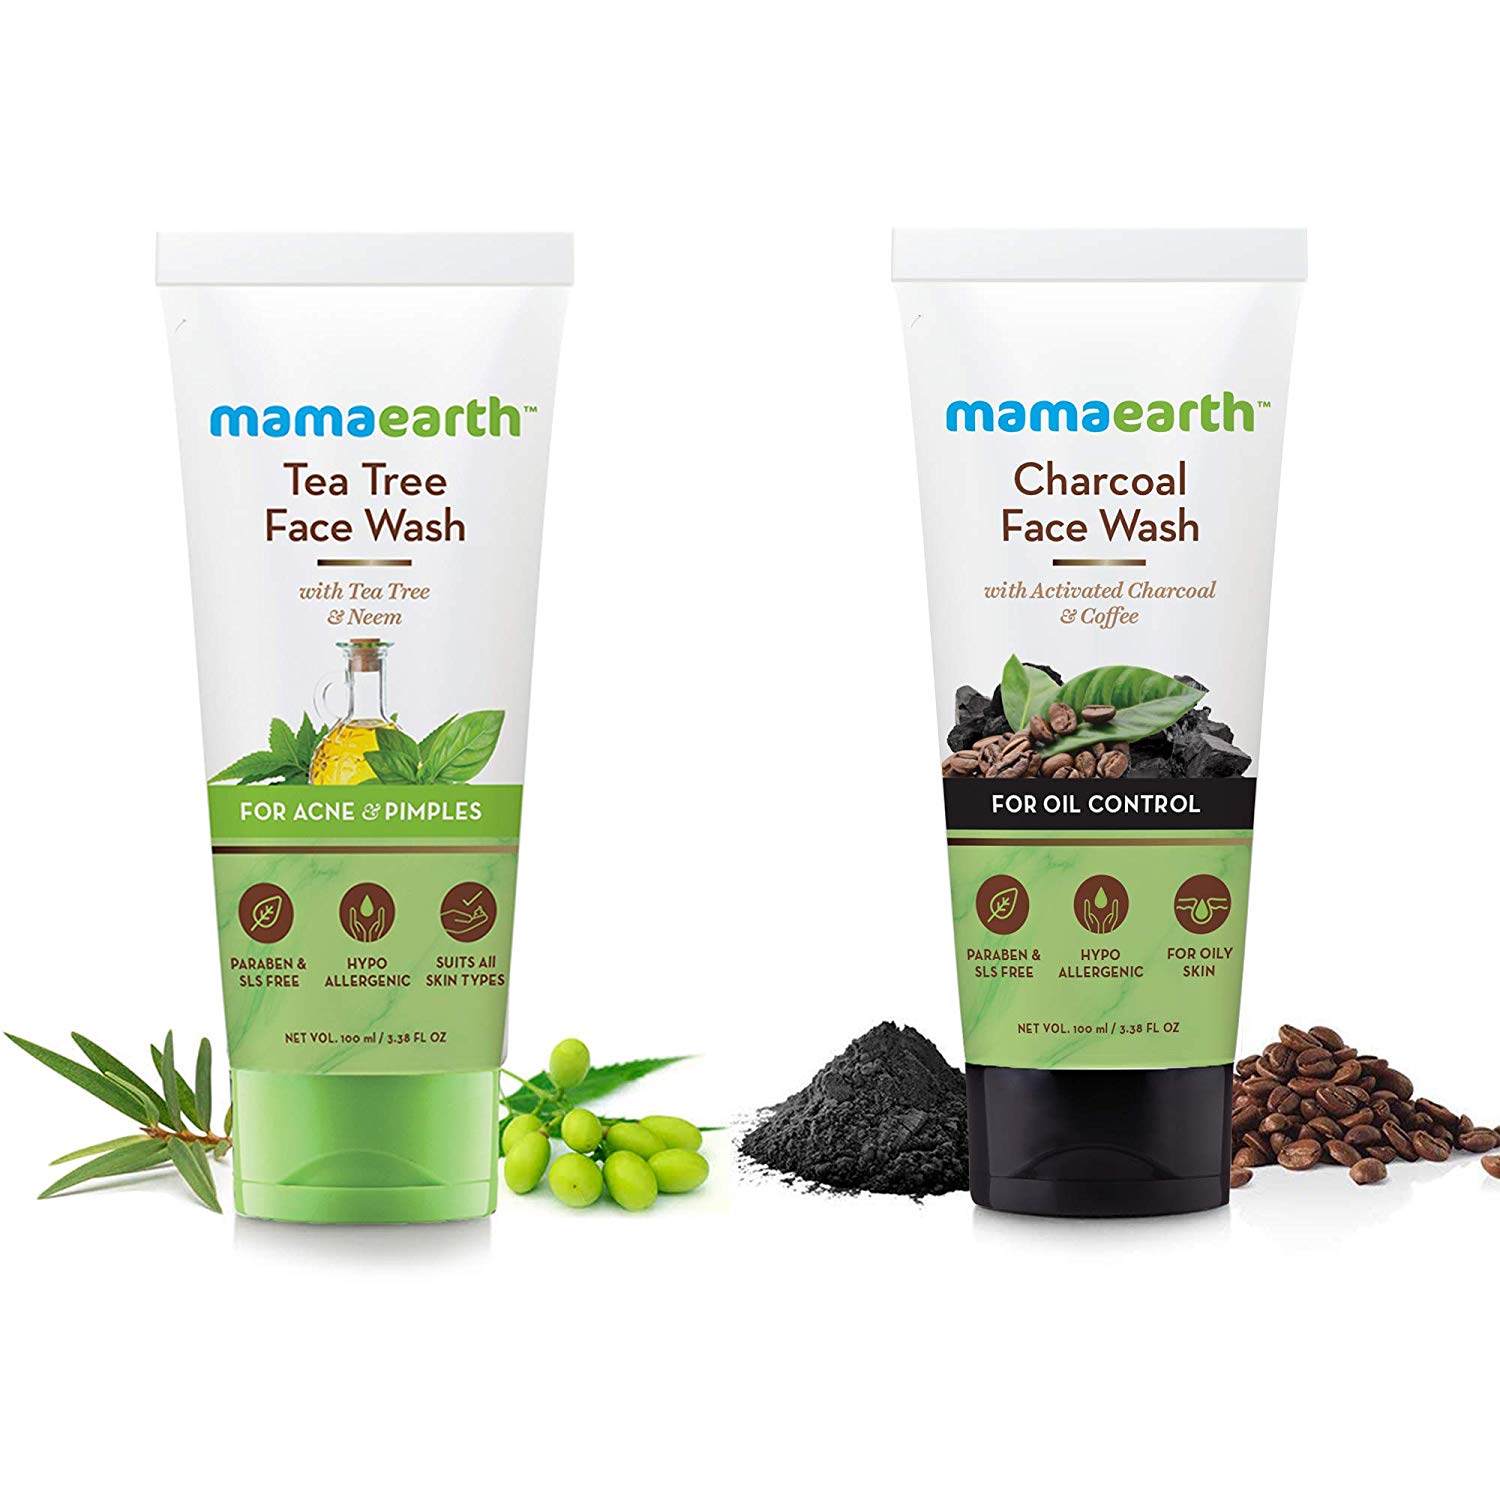 mamaearth™
Tea Tree
Face Wash
with Tea Tree
& Neem
FOR ACNE & PIMPLES
PARABEN &
SLS FREE
HYPO
ALLERGENIC
SUITS All
SKIN TYPES
NET VOL. 100 ml / 3.38 FL OZ
mamaearth™
Charcoal
Face Wash
with Activated Charcoal
& Coffee
FOR OIL CONTROL
PARABEN &
SLS FREE
HYPO
ALLERGENIC
FOR OILY
SKIN
NET VOL. 100 ml / 3.38 FL OZ